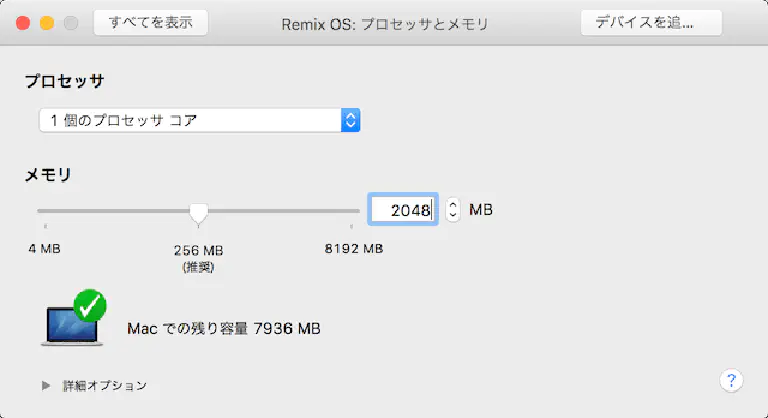 すべてを表示
Remix OS: プロセッサとメモリ
デバイスを追...
プロセッサ
1 個のプロセッサ コア
メモリ
2048 MB
4 MB
256 MB
8192 MB
(推奨)
Mac での残り容量 7936 MB
詳細オプション
?